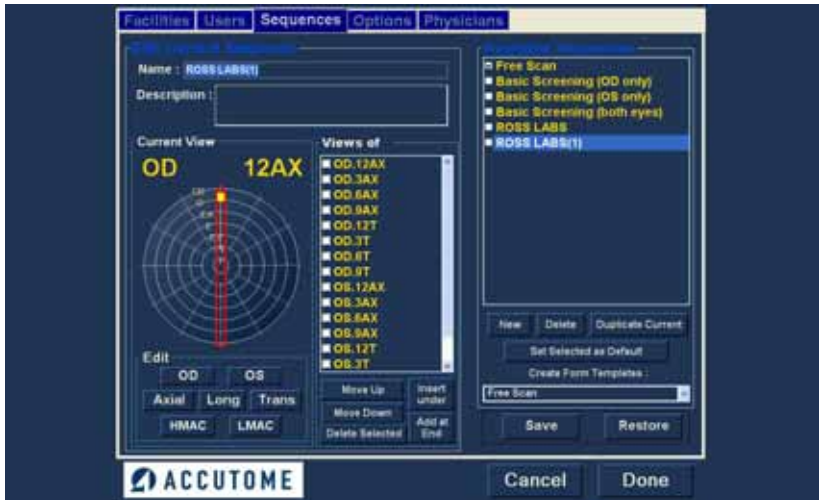 Facilities Users Sequences Options Physicians
Name : ROSS LABS(1)
Description :
Current View
OD 12AX
Edit
OD OS
Axial Long Trans
HMAC LMAC
Views of
OD.12AX
OD.3AX
OD.6AX
OD.9AX
OD.12T
OD.3T
OD.6T
OD.9T
OS.12AX
OS.3AX
OS.6AX
OS.9AX
OS.12T
OS.3T
Move Up
Insert under
Move Down
Add at End
Delete Selected
Free Scan
Basic Screening (OD only)
Basic Screening (OS only)
Basic Screening (both eyes)
ROSS LABS
ROSS LABS(1)
New Delete Duplicate Current
Set Selected as Default
Create Form Templates :
Free Scan
Save Restore
ACCUTOME
Cancel Done